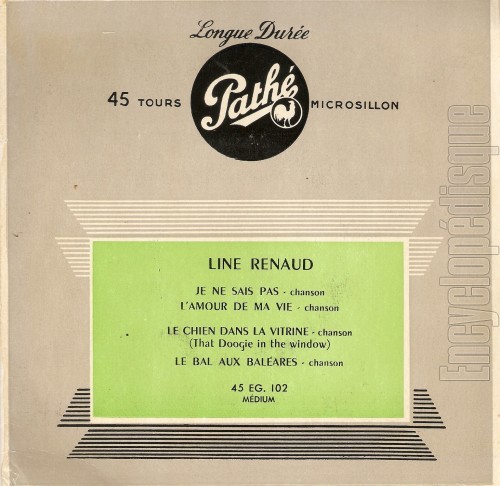 Longue Durée
Pathé
45 TOURS MICROSILLON
LINE RENAUD
JE NE SAIS PAS - chanson
L'AMOUR DE MA VIE - chanson
LE CHIEN DANS LA VITRINE - chanson
(That Doogie in the window)
LE BAL AUX BALÉARES - chanson
45 EG. 102
MÉDIUM
Encyclopédisque